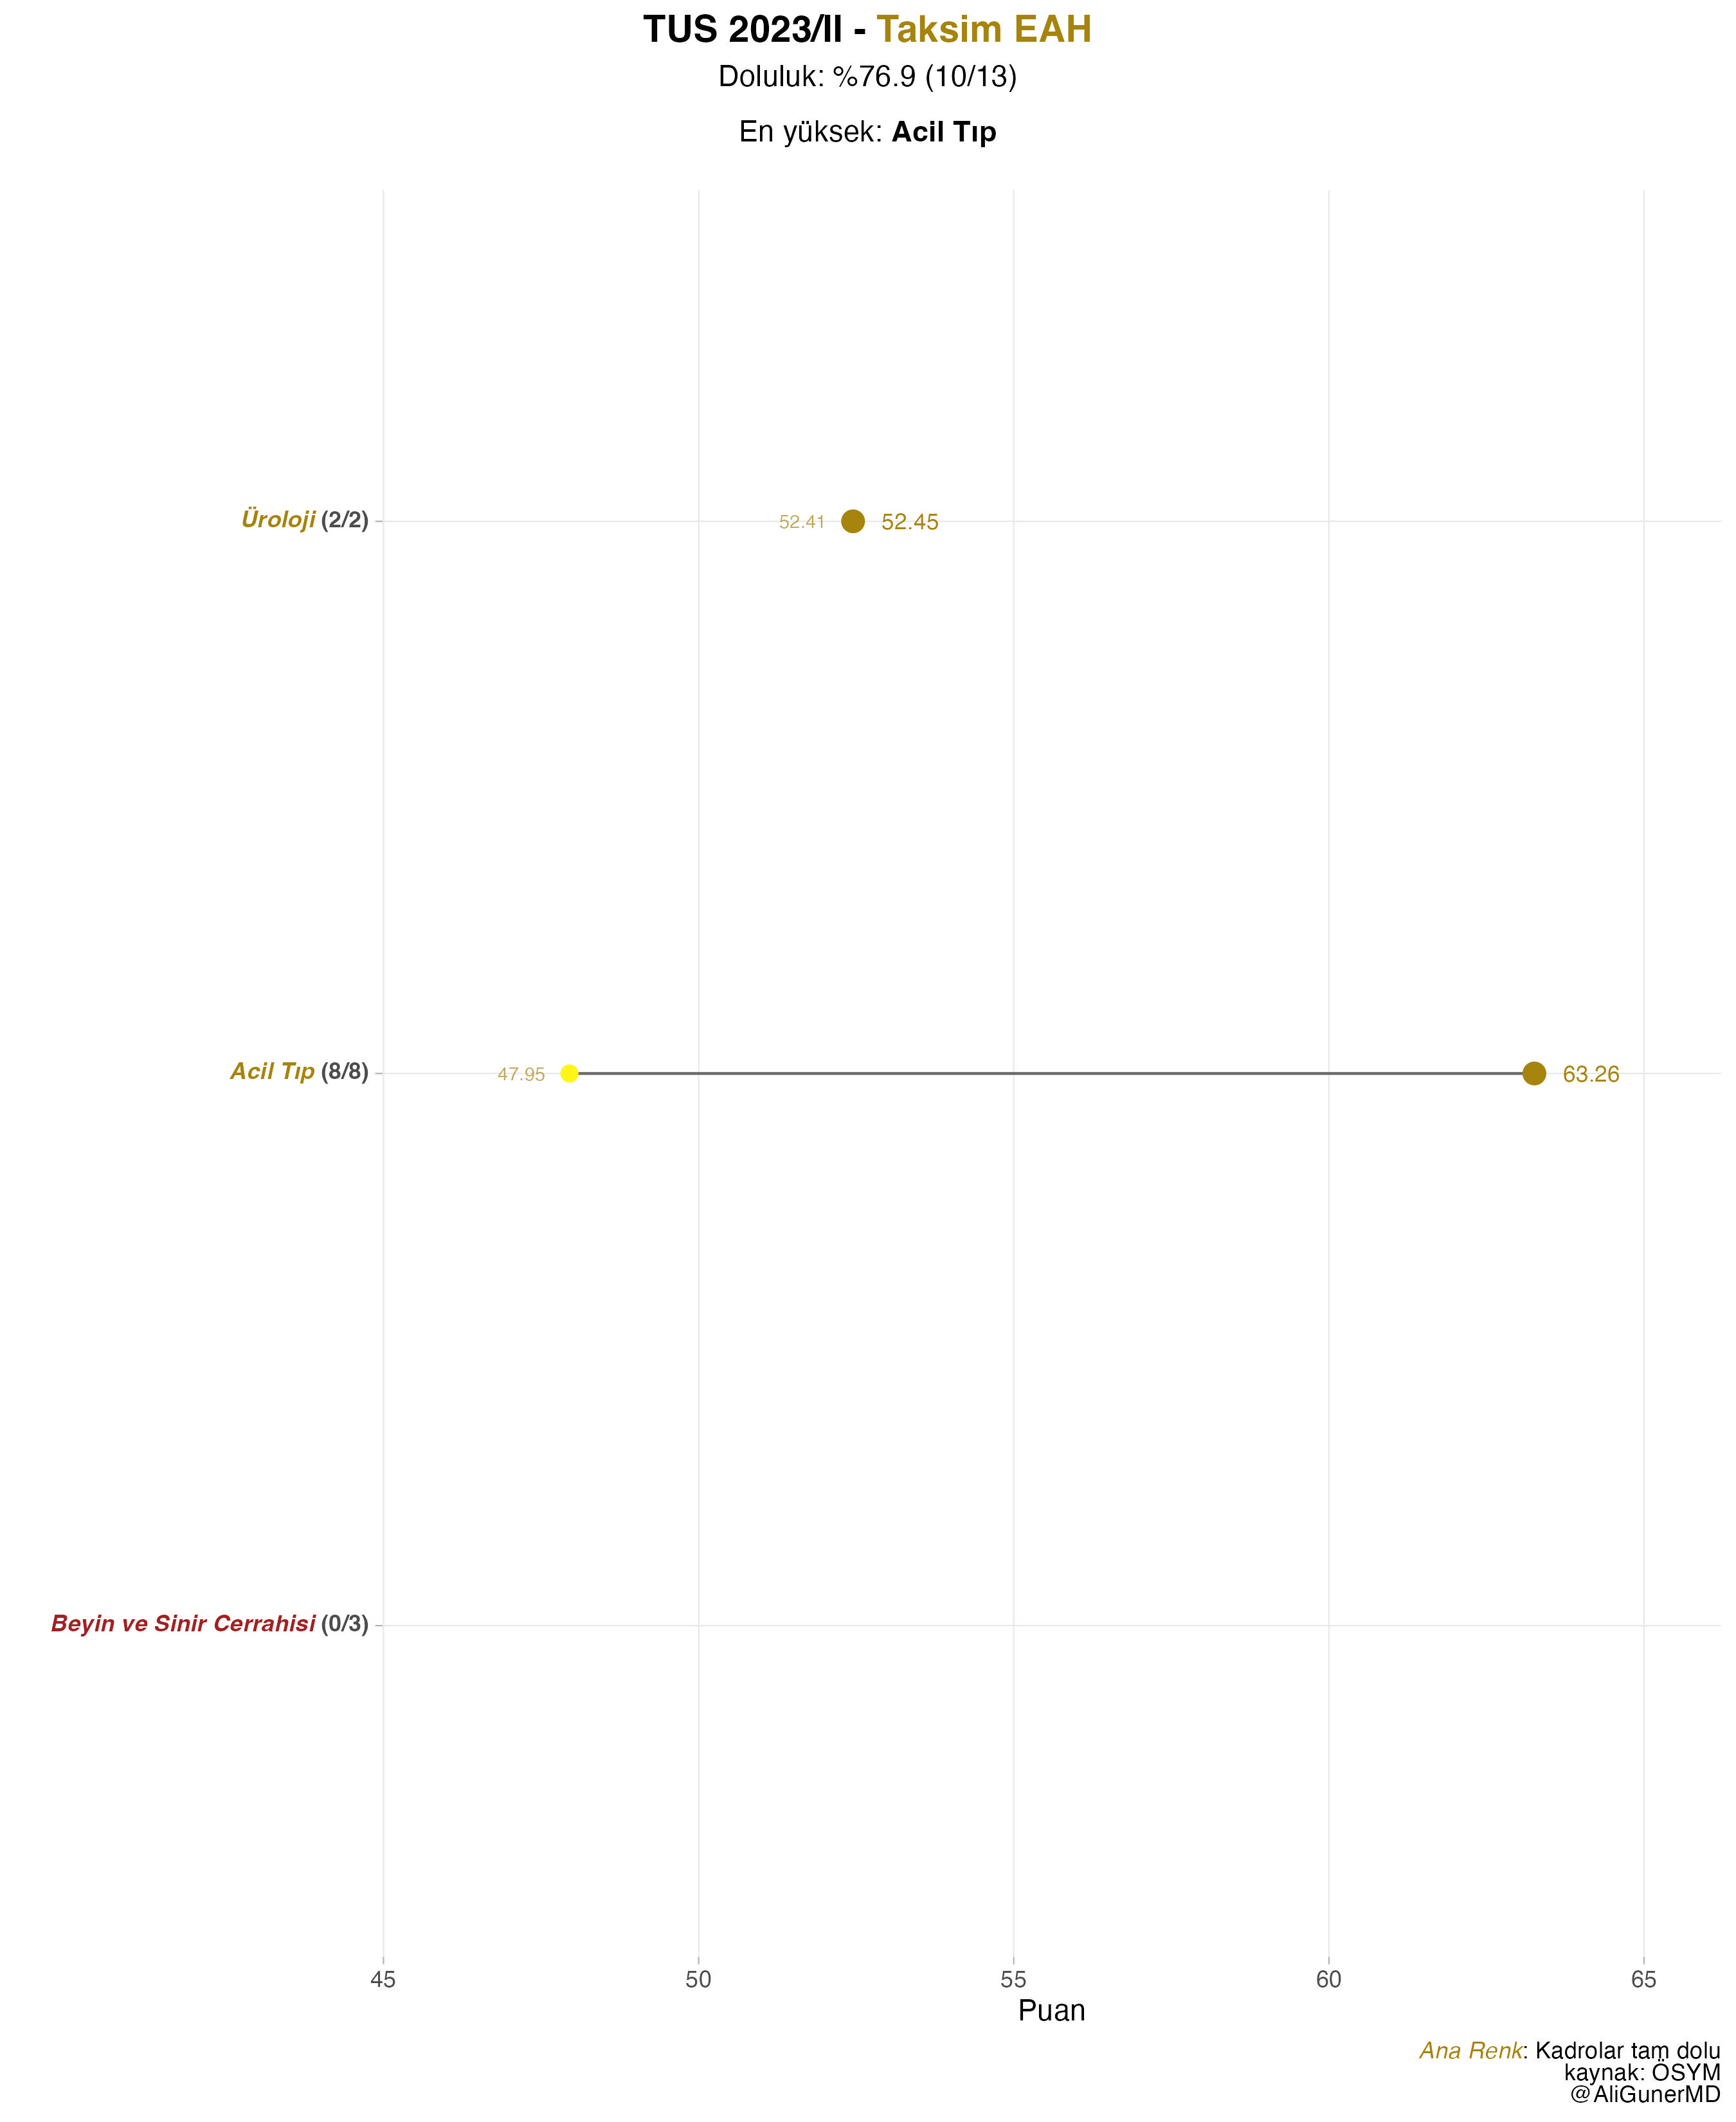 TUS 2023/II - Taksim EAH
Doluluk: %76.9 (10/13)
En yüksek: Acil Tıp
Üroloji (2/2)
52.41
52.45
Acil Tıp (8/8)
47.95
63.26
Beyin ve Sinir Cerrahisi (0/3)
45
50
55
60
65
Puan
Ana Renk: Kadrolar tam dolu
kaynak: ÖSYM
@AliGunerMD